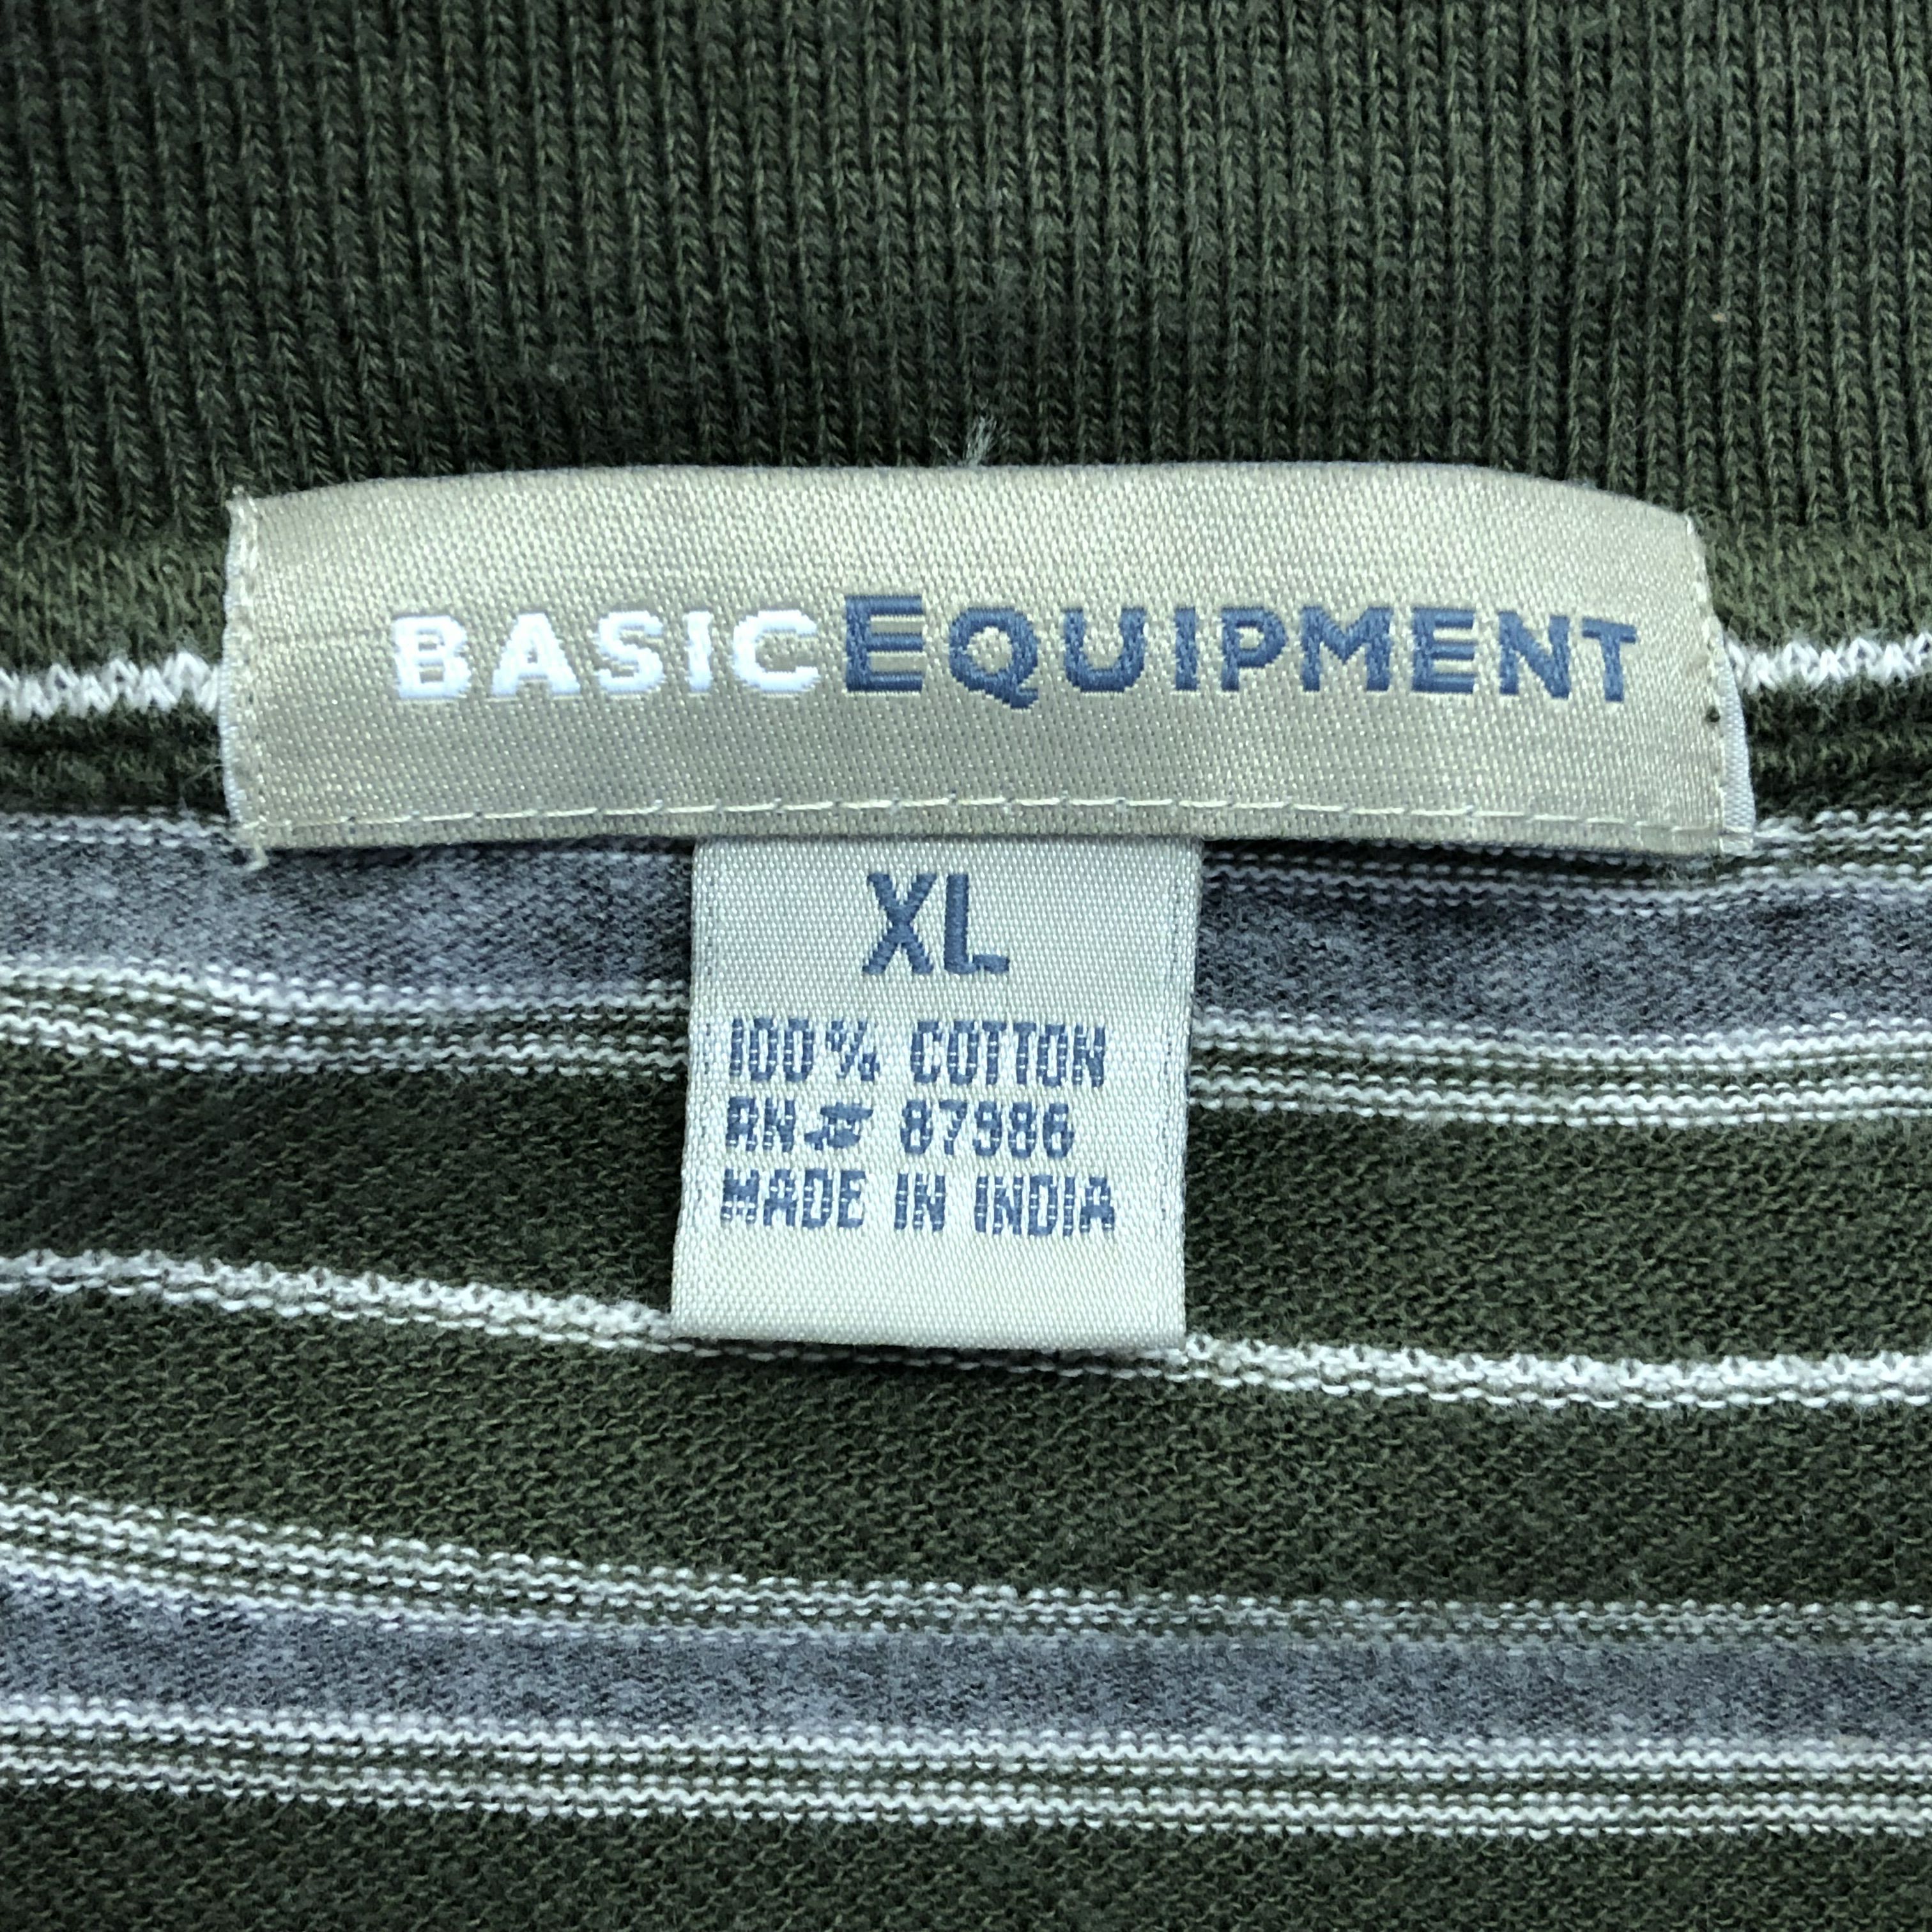 BASICEQUIPMENT
XL
100% COTTON
RN# 87986
MADE IN INDIA